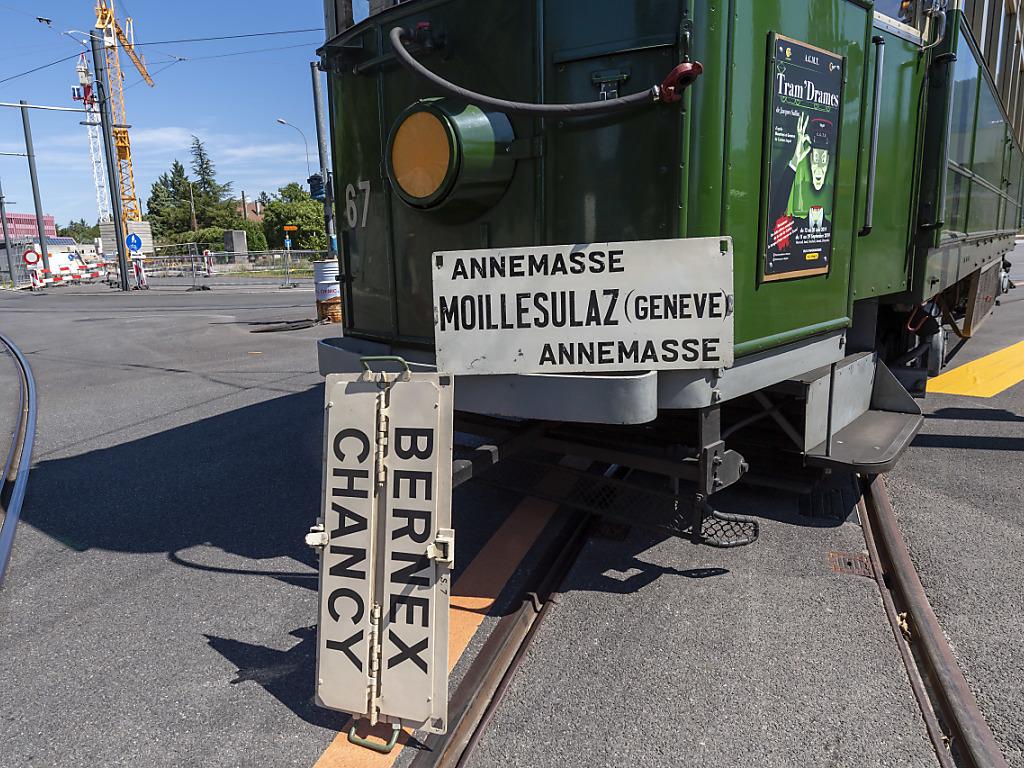 67
A.G.M.T.
Tram'Drames
ANNEMASSE
MOILLESULAZ (GENEVE)
ANNEMASSE
BERNEX
CHANCY